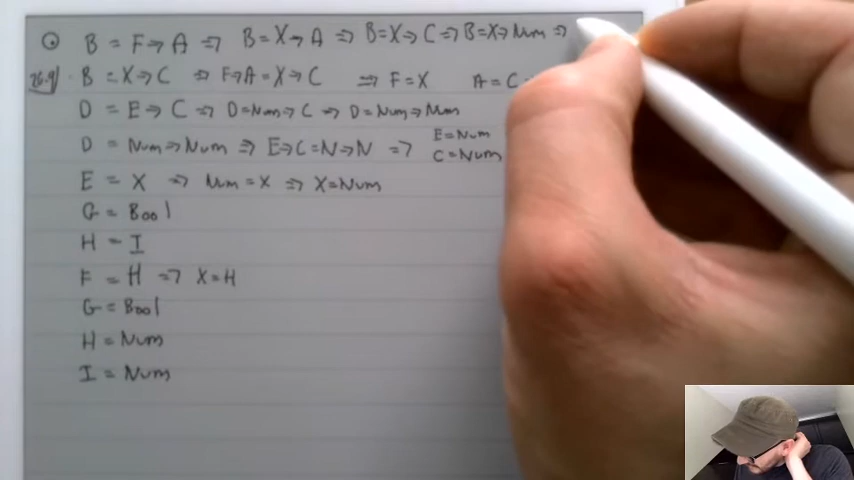 ⊙ B = F → A ⇒ B = X → A ⇒ B = X → C ⇒ B = X → Num ⇒
B = X → C ⇒ F → A = X → C ⇒ F = X A = C
D = E → C ⇒ D = Num → C ⇒ D = Num → Num
D = Num → Num ⇒ E → C = N → N ⇒ E = Num C = Num
E = X ⇒ Num = X ⇒ X = Num
G = Bool
H = I
F = H ⇒ X = H
G = Bool
H = Num
I = Num